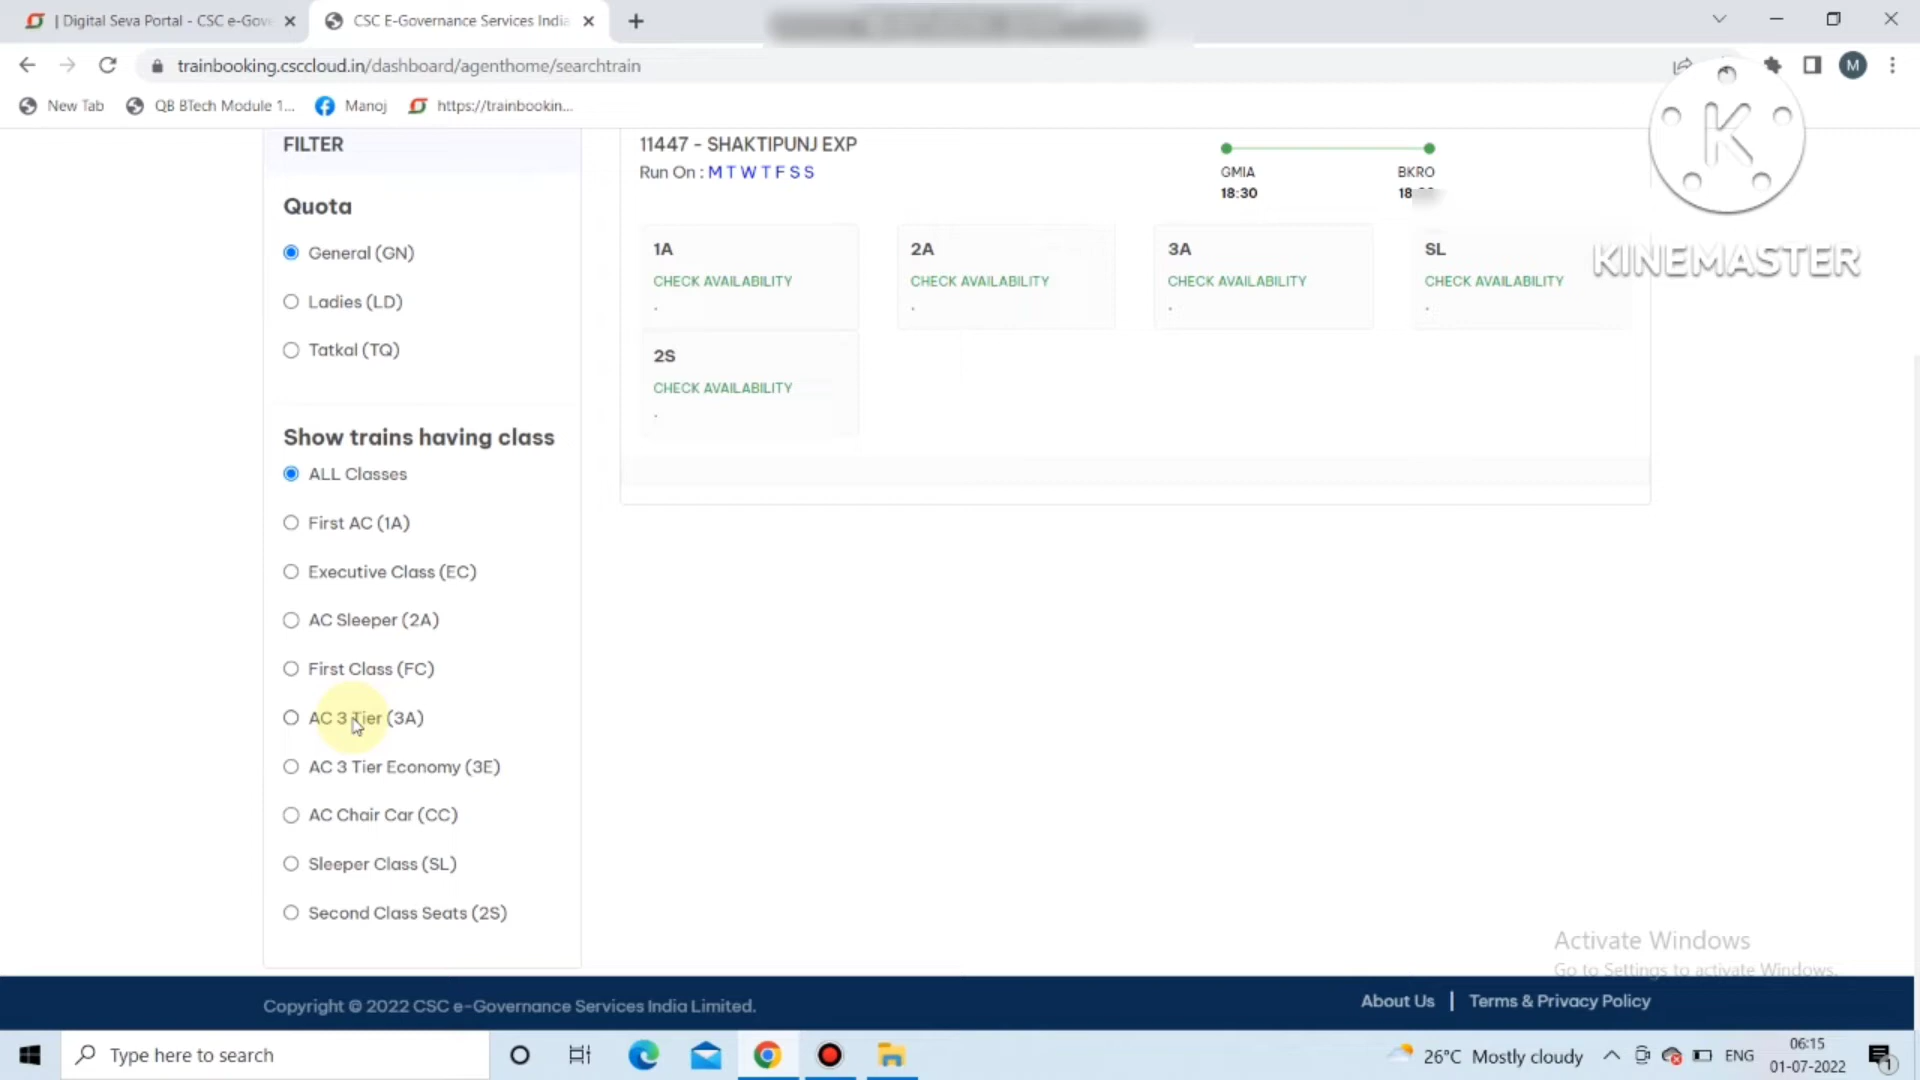 | Digital Seva Portal - CSC e-Gove
CSC E-Governance Services India
trainbooking.csccloud.in/dashboard/agenthome/searchtrain
M
New Tab
QB BTech Module 1...
Manoj
https://trainbookin...
K
KINEMASTER
FILTER
Quota
General (GN)
Ladies (LD)
Tatkal (TQ)
Show trains having class
ALL Classes
First AC (1A)
Executive Class (EC)
AC Sleeper (2A)
First Class (FC)
AC 3 Tier (3A)
AC 3 Tier Economy (3E)
AC Chair Car (CC)
Sleeper Class (SL)
Second Class Seats (2S)
11447 - SHAKTIPUNJ EXP
Run On : M T W T F S S
GMIA
18:30
BKRO
1A
CHECK AVAILABILITY
.
2A
CHECK AVAILABILITY
.
3A
CHECK AVAILABILITY
.
SL
CHECK AVAILABILITY
.
2S
CHECK AVAILABILITY
.
Activate Windows
Go to Settings to activate Windows.
Copyright © 2022 CSC e-Governance Services India Limited.
About Us | Terms & Privacy Policy
Type here to search
26°C Mostly cloudy
ENG
06:15
01-07-2022
1